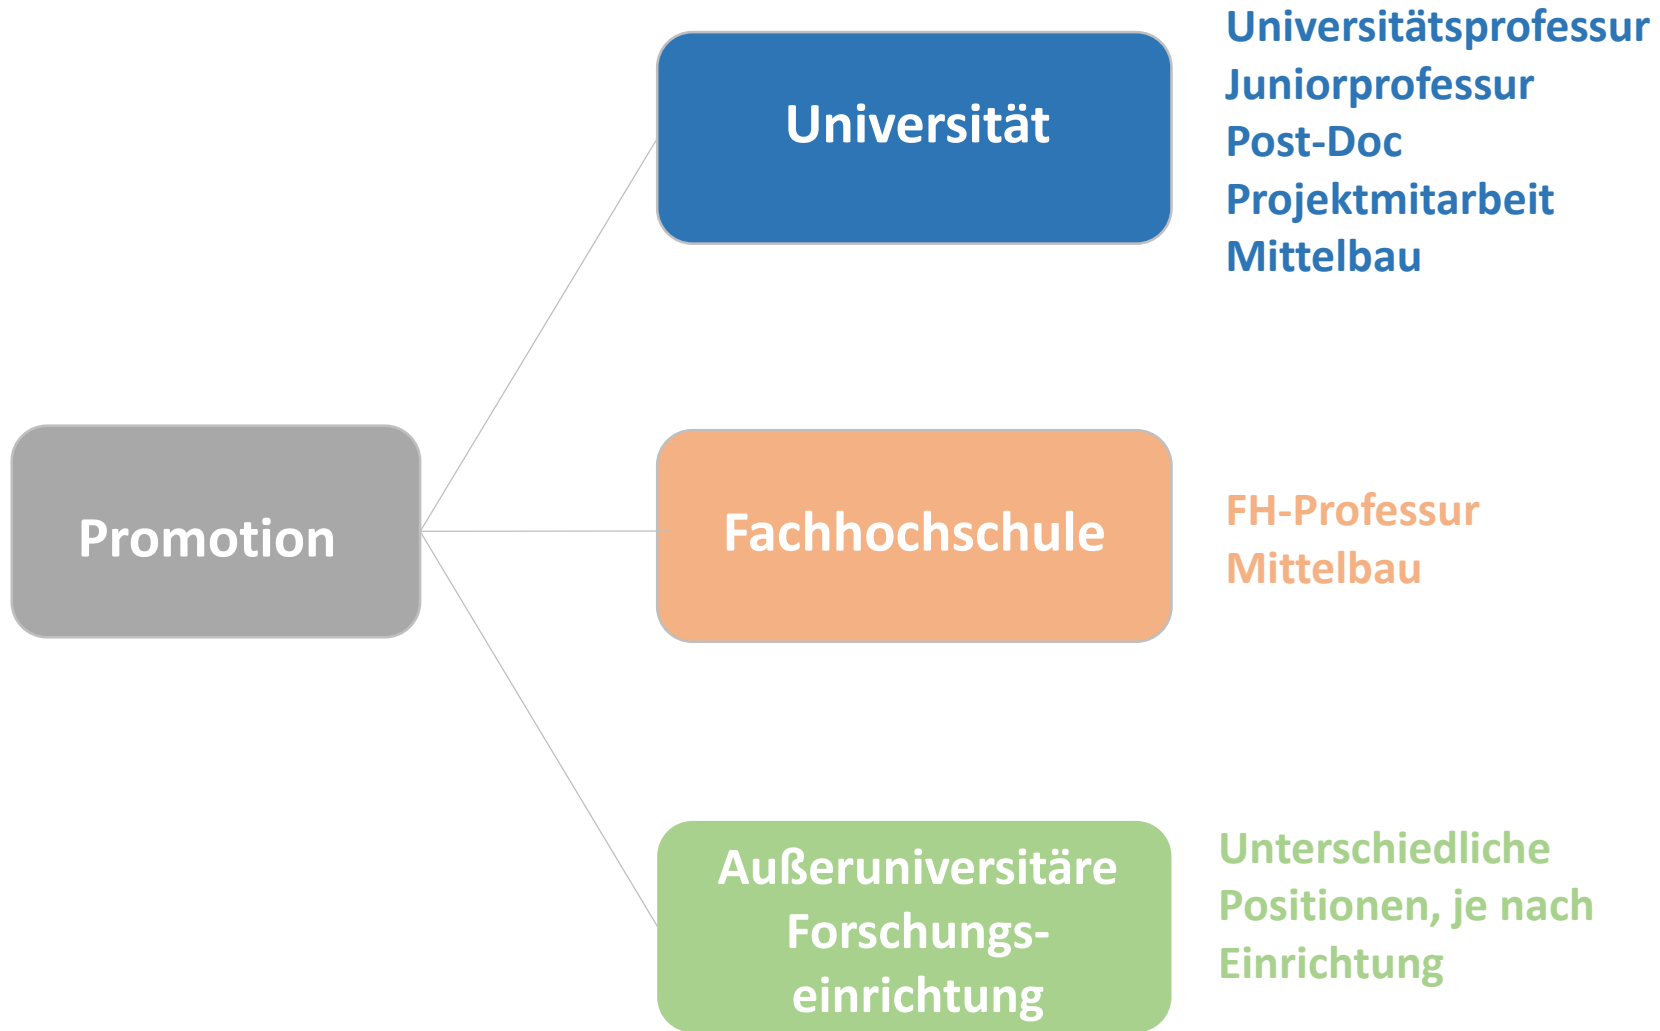 Promotion
Universität
Universitätsprofessur
Juniorprofessur
Post-Doc
Projektmitarbeit
Mittelbau
Fachhochschule
FH-Professur
Mittelbau
Außeruniversitäre
Forschungs-
einrichtung
Unterschiedliche
Positionen, je nach
Einrichtung